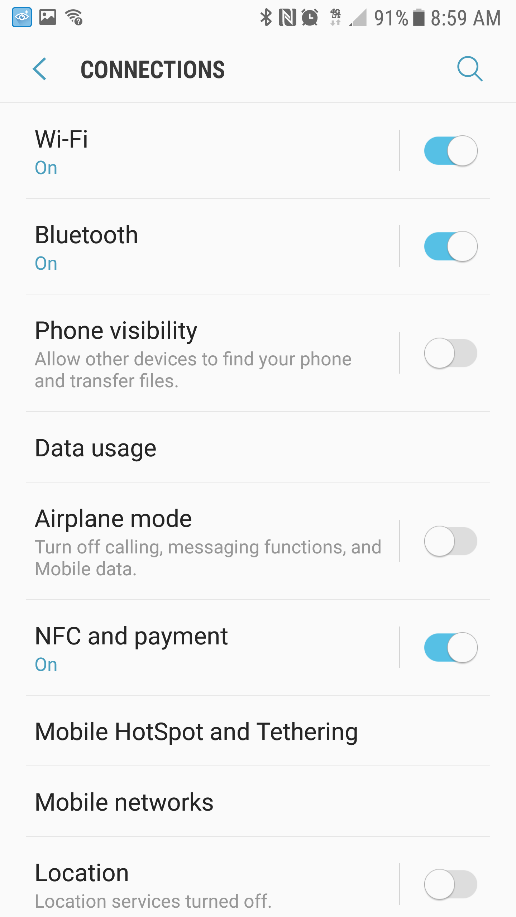 91% 8:59 AM
CONNECTIONS
Wi-Fi
On
Bluetooth
On
Phone visibility
Allow other devices to find your phone
and transfer files.
Data usage
Airplane mode
Turn off calling, messaging functions, and
Mobile data.
NFC and payment
On
Mobile HotSpot and Tethering
Mobile networks
Location
Location services turned off.